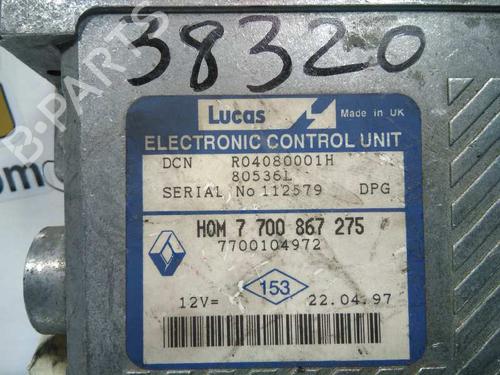 38320
Lucas
Made in UK
ELECTRONIC CONTROL UNIT
DCN R04080001H
80536L
SERIAL No 112579 DPG
HOM 7 700 867 275
7700104972
153
12V= 22.04.97
B-PARTS